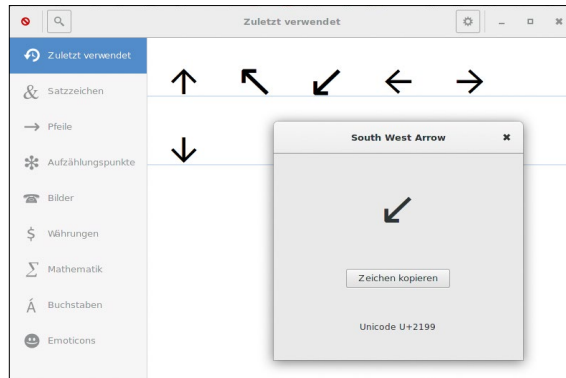 Zuletzt verwendet
Zuletzt verwendet
& Satzzeichen
→ Pfeile
Aufzählungspunkte
Bilder
$ Währungen
∑ Mathematik
Á Buchstaben
Emoticons
↑ ↖ ↙ ← →
↓
South West Arrow
↙
Zeichen kopieren
Unicode U+2199